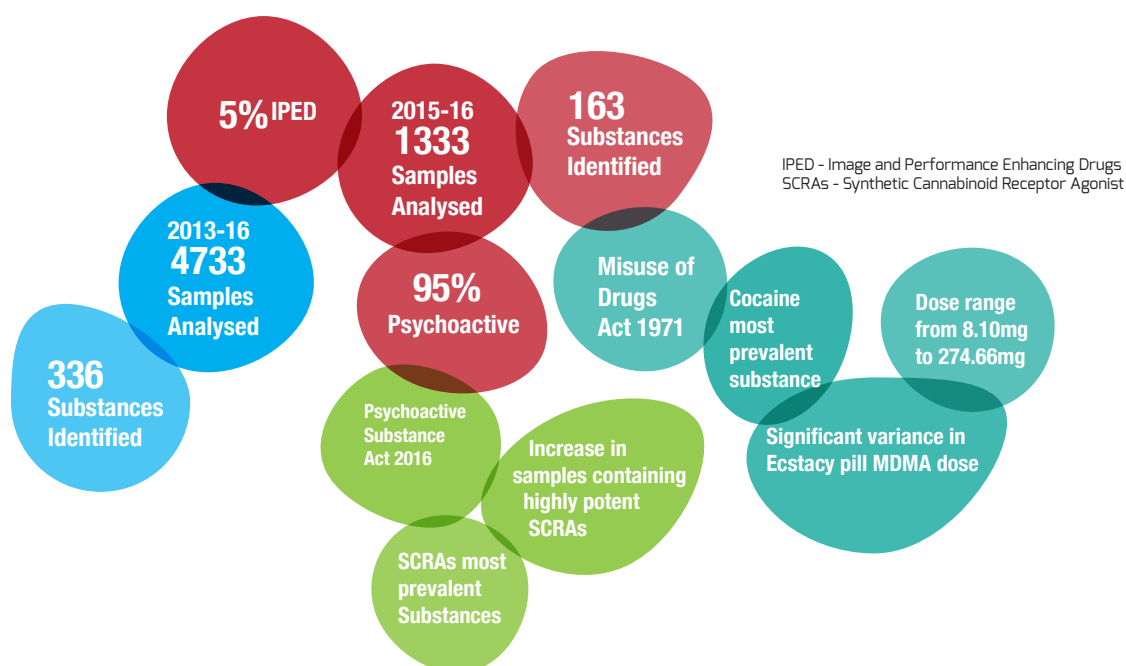 5% IPED
2015-16
1333
Samples
Analysed
163
Substances
Identified
IPED - Image and Performance Enhancing Drugs
SCRAs - Synthetic Cannabinoid Receptor Agonist
2013-16
4733
Samples
Analysed
95%
Psychoactive
Misuse of
Drugs
Act 1971
Cocaine
most
prevalent
substance
Dose range
from 8.10mg
to 274.66mg
336
Substances
Identified
Psychoactive
Substance
Act 2016
Increase in
samples containing
highly potent
SCRAs
Significant variance in
Ecstacy pill MDMA dose
SCRAs most
prevalent
Substances